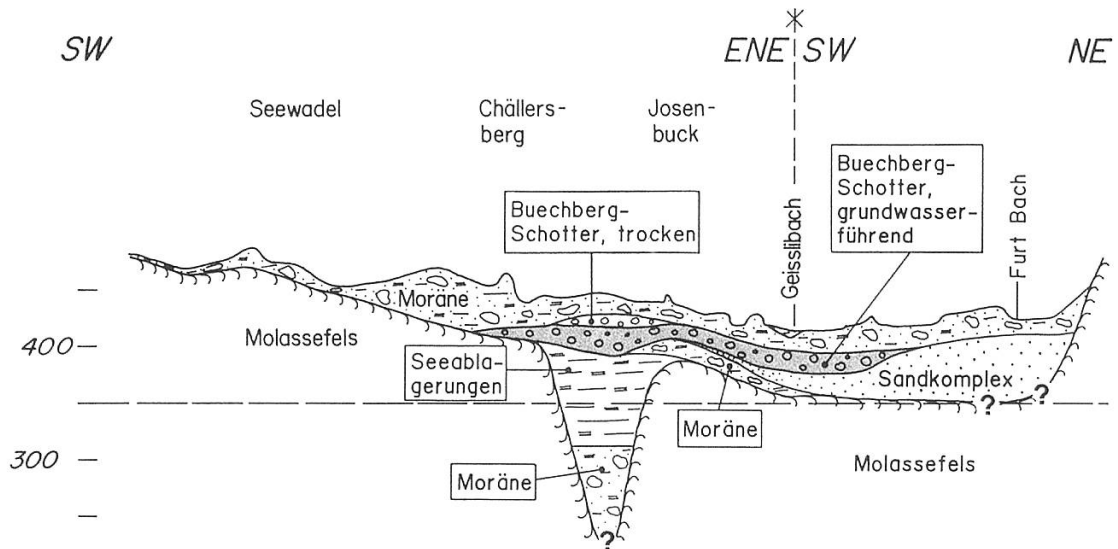 SW
ENE SW
NE
Seewadel
Chällers-
berg
Josen-
buck
Buechberg-
Schotter, trocken
Geisslibach
Buechberg-
Schotter,
grundwasser-
führend
Furt Bach
Moräne
Molassefels
400
Seeabla-
gerungen
Sandkomplex
Moräne
? ?
300
Moräne
Molassefels
?